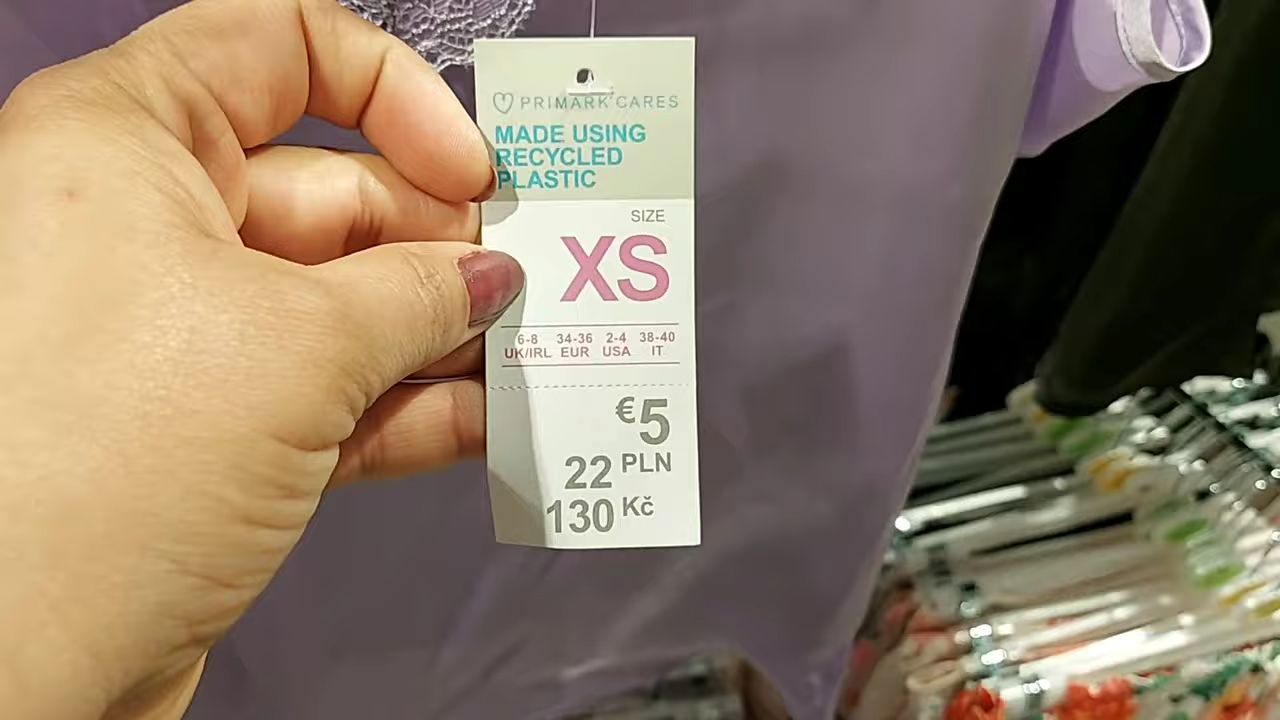 PRIMARK CARES
MADE USING
RECYCLED
PLASTIC
SIZE
XS
6-8 34-36 2-4 38-40
UK/IRL EUR USA IT
€5
22 PLN
130 Kč